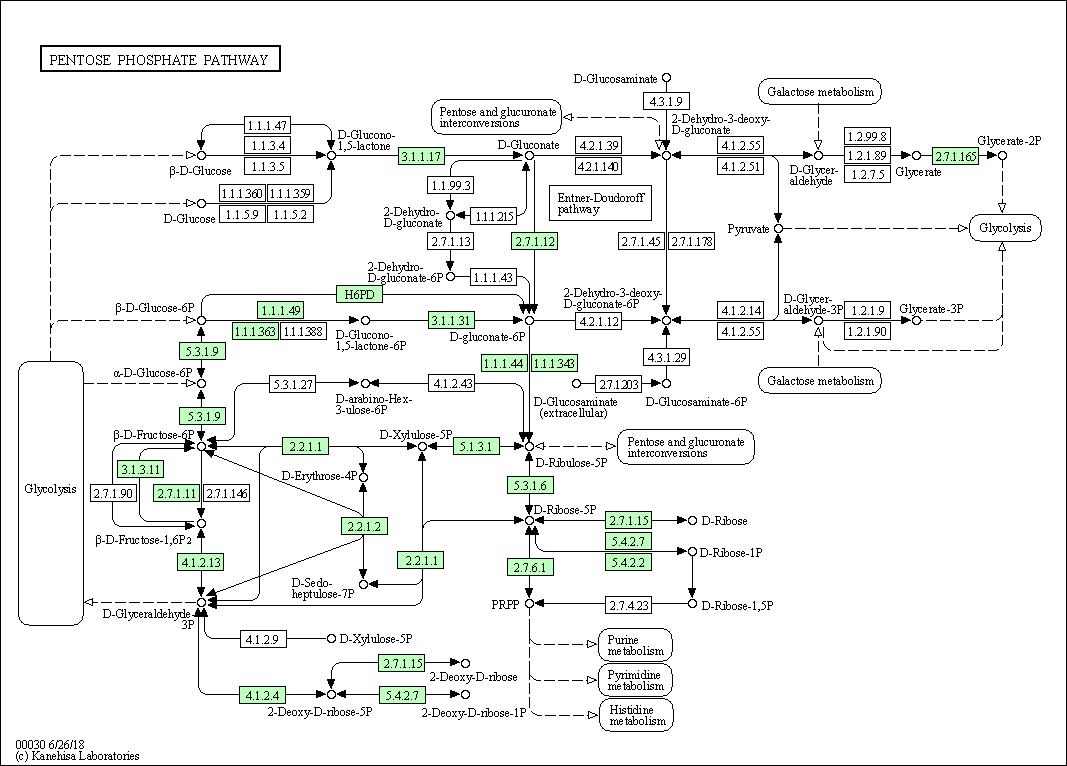 PENTOSE PHOSPHATE PATHWAY
D-Glucosaminate
4.3.1.9
Galactose metabolism
Pentose and glucuronate
interconversions
2-Dehydro-3-deoxy-
D-gluconate
1.1.1.47
D-Glucono-
1,5-lactone
1.1.3.4
1.1.3.5
β-D-Glucose
3.1.1.17
D-Gluconate
4.2.1.39
4.2.1.140
4.1.2.55
4.1.2.51
D-Glycer-
aldehyde
1.2.99.8
1.2.1.89
1.2.7.5
Glycerate
2.7.1.165
Glycerate-2P
1.1.1.360
1.1.1.359
1.1.5.9
1.1.5.2
D-Glucose
1.1.99.3
2-Dehydro-
D-gluconate
1.1.1.215
Entner-Doudoroff
pathway
Pyruvate
Glycolysis
2.7.1.13
2.7.1.12
2.7.1.45
2.7.1.178
2-Dehydro-
D-gluconate-6P
1.1.1.43
H6PD
β-D-Glucose-6P
1.1.1.49
1.1.1.363
1.1.1.388
D-Glucono-
1,5-lactone-6P
3.1.1.31
D-gluconate-6P
2-Dehydro-3-deoxy-
D-gluconate-6P
4.2.1.12
4.1.2.14
4.1.2.55
D-Glycer-
aldehyde-3P
1.2.1.9
1.2.1.90
Glycerate-3P
5.3.1.9
1.1.1.44
1.1.1.343
4.3.1.29
Galactose metabolism
α-D-Glucose-6P
5.3.1.27
D-arabino-Hex-
3-ulose-6P
4.1.2.43
2.7.1.203
D-Glucosaminate
(extracellular)
D-Glucosaminate-6P
5.3.1.9
β-D-Fructose-6P
2.2.1.1
D-Xylulose-5P
5.1.3.1
D-Ribulose-5P
Pentose and glucuronate
interconversions
3.1.3.11
2.7.1.90
2.7.1.11
2.7.1.146
D-Erythrose-4P
5.3.1.6
Glycolysis
β-D-Fructose-1,6P2
2.2.1.2
D-Ribose-5P
2.7.1.15
D-Ribose
5.4.2.7
5.4.2.2
D-Ribose-1P
4.1.2.13
2.2.1.1
2.7.6.1
D-Sedo-
heptulose-7P
D-Glyceraldehyde-
3P
PRPP
2.7.4.23
D-Ribose-1,5P
4.1.2.9
D-Xylulose-5P
Purine
metabolism
2.7.1.15
2-Deoxy-D-ribose
Pyrimidine
metabolism
4.1.2.4
2-Deoxy-D-ribose-5P
5.4.2.7
2-Deoxy-D-ribose-1P
Histidine
metabolism
00030 6/26/18
(c) Kanehisa Laboratories